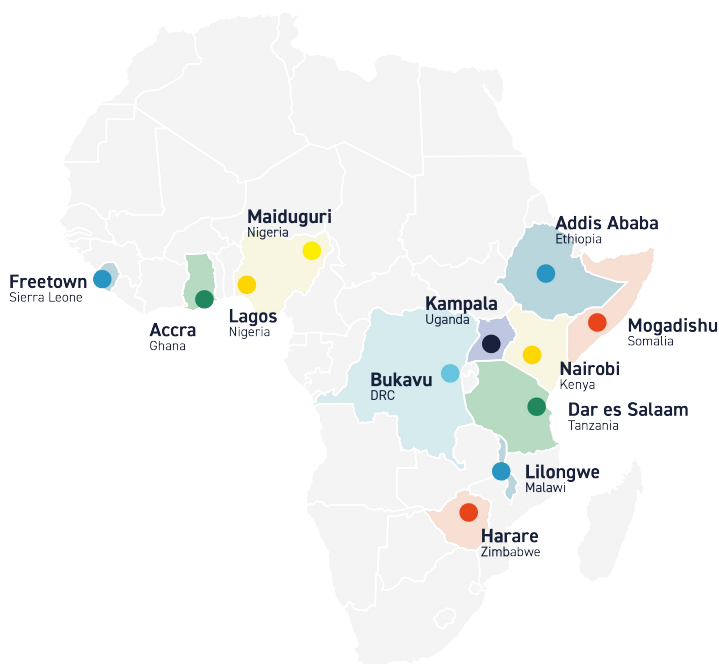 Maiduguri
Nigeria
Addis Ababa
Ethiopia
Freetown
Sierra Leone
Kampala
Uganda
Lagos
Nigeria
Accra
Ghana
Mogadishu
Somalia
Nairobi
Kenya
Bukavu
DRC
Dar es Salaam
Tanzania
Lilongwe
Malawi
Harare
Zimbabwe